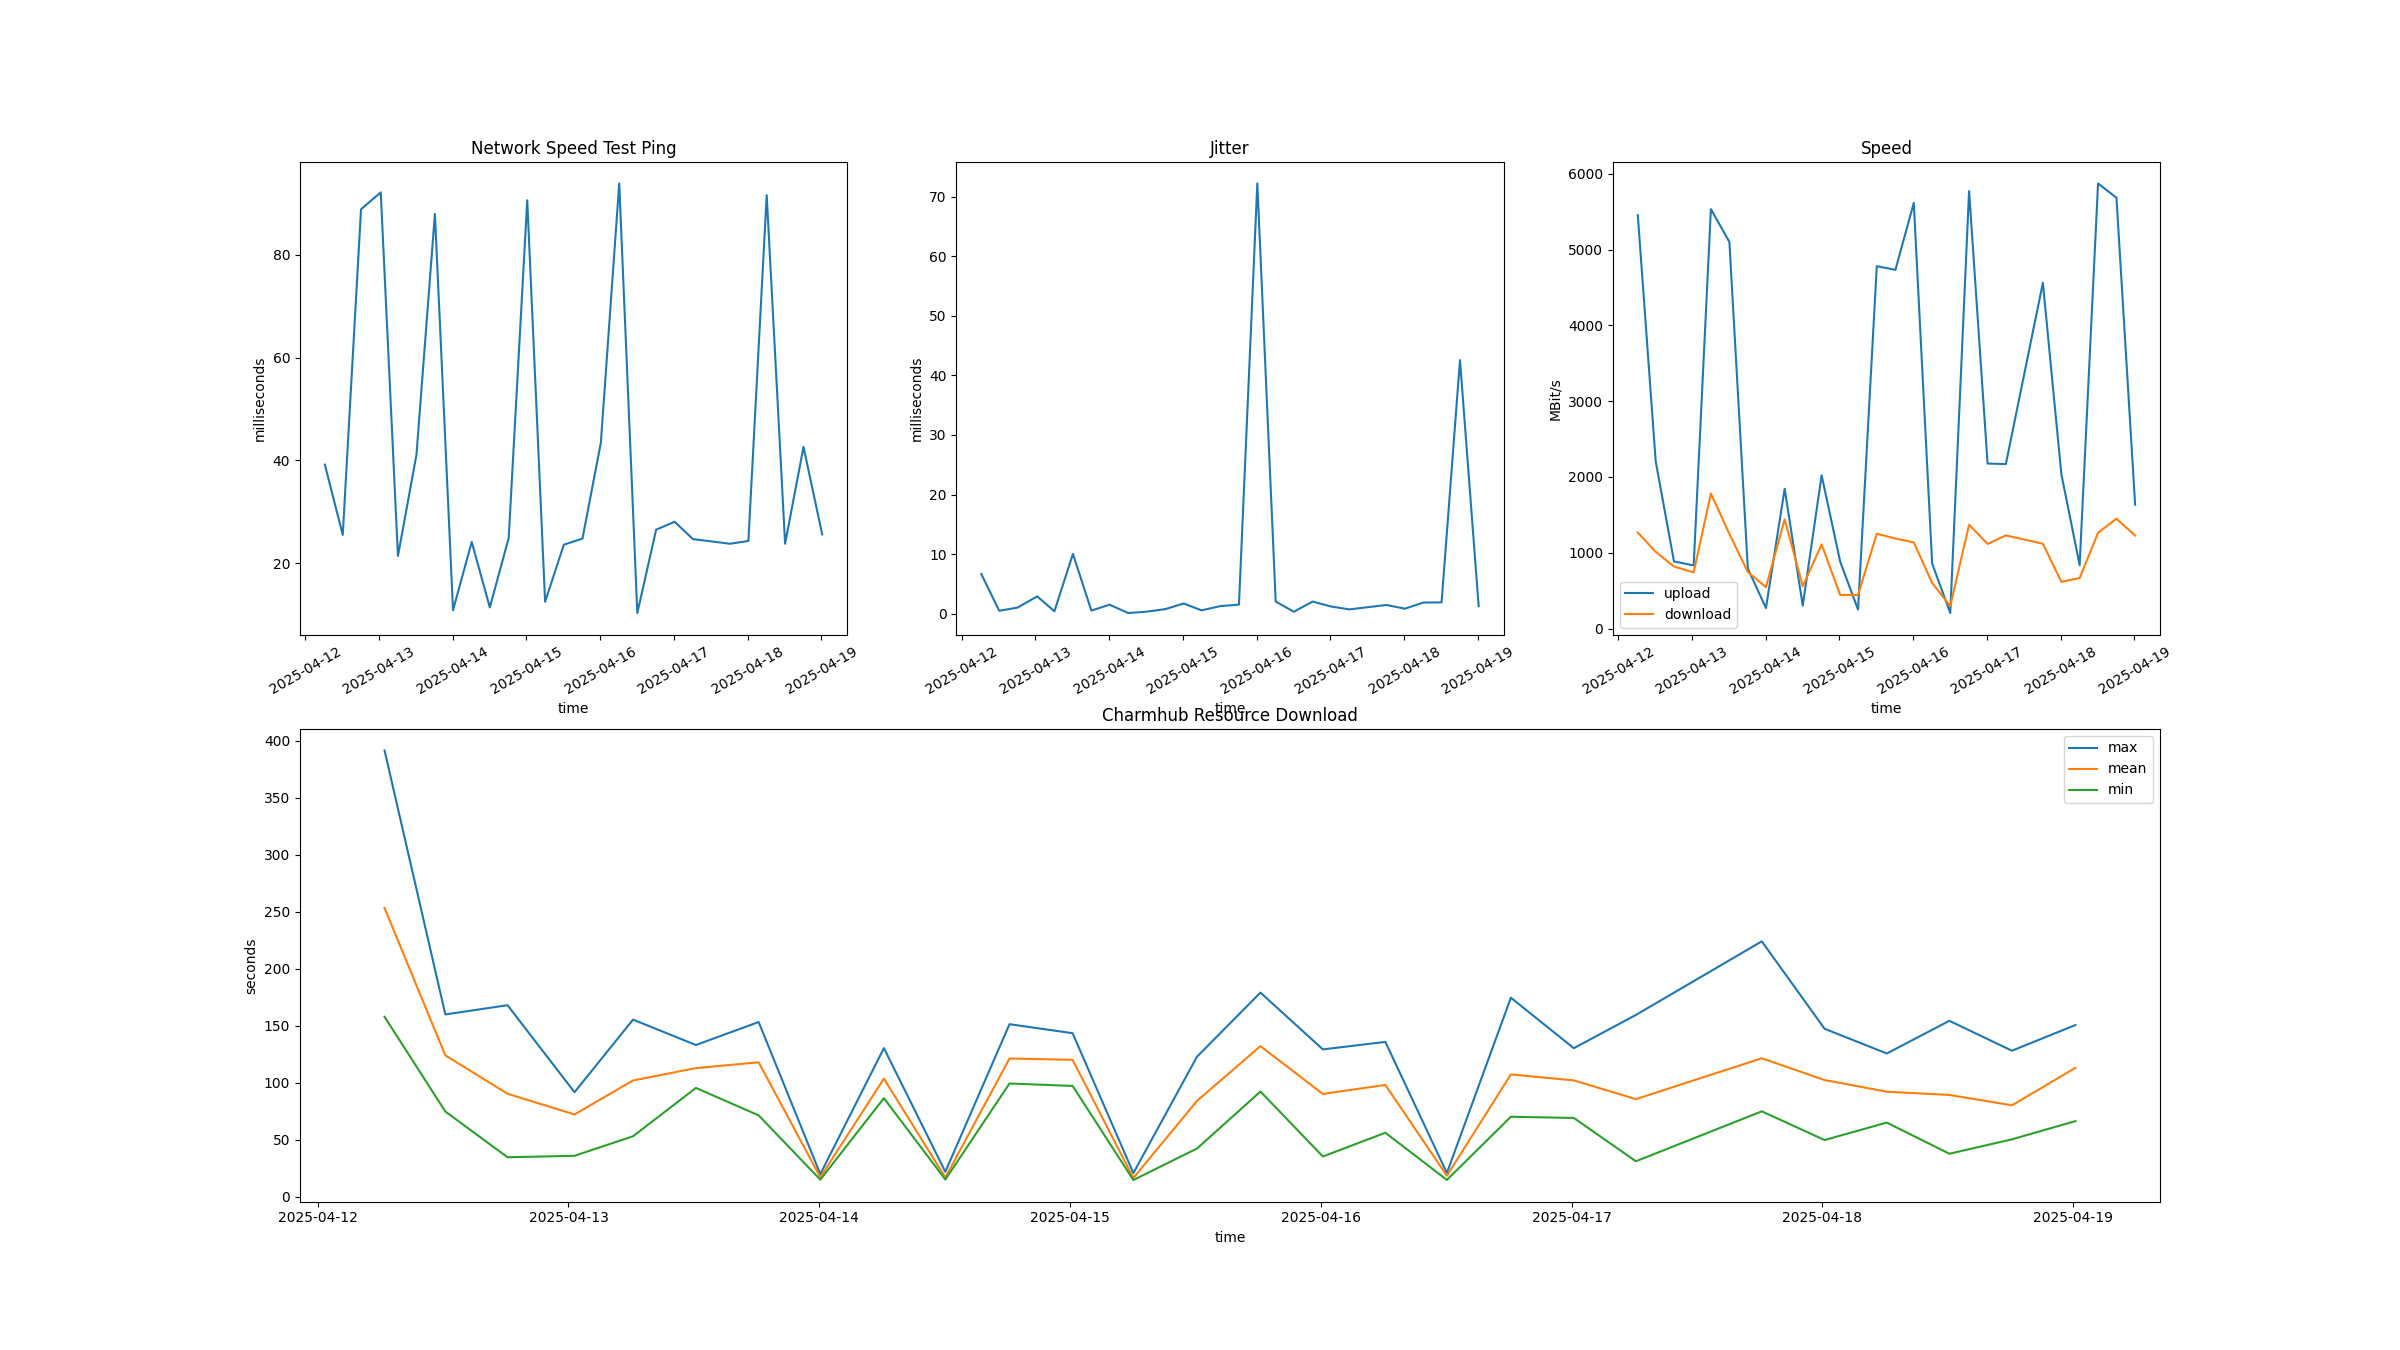 Network Speed Test Ping
milliseconds
80
60
40
20
2025-04-12 2025-04-13 2025-04-14 2025-04-15 2025-04-16 2025-04-17 2025-04-18 2025-04-19
time
Jitter
milliseconds
70
60
50
40
30
20
10
0
2025-04-12 2025-04-13 2025-04-14 2025-04-15 2025-04-16 2025-04-17 2025-04-18 2025-04-19
time
Speed
MBit/s
6000
5000
4000
3000
2000
1000
0
upload
download
2025-04-12 2025-04-13 2025-04-14 2025-04-15 2025-04-16 2025-04-17 2025-04-18 2025-04-19
time
Charmhub Resource Download
seconds
400
350
300
250
200
150
100
50
0
max
mean
min
2025-04-12 2025-04-13 2025-04-14 2025-04-15 2025-04-16 2025-04-17 2025-04-18 2025-04-19
time